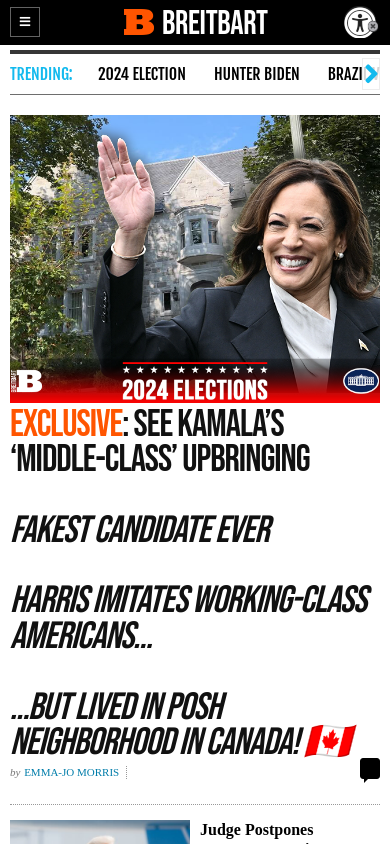 BREITBART
TRENDING: 2024 ELECTION HUNTER BIDEN BRAZI
2024 ELECTIONS
EXCLUSIVE: SEE KAMALA'S
‘MIDDLE-CLASS’ UPBRINGING
FAKEST CANDIDATE EVER
HARRIS IMITATES WORKING-CLASS
AMERICANS...
...BUT LIVED IN POSH
NEIGHBORHOOD IN CANADA! 🇨🇦
by EMMA-JO MORRIS
Judge Postpones